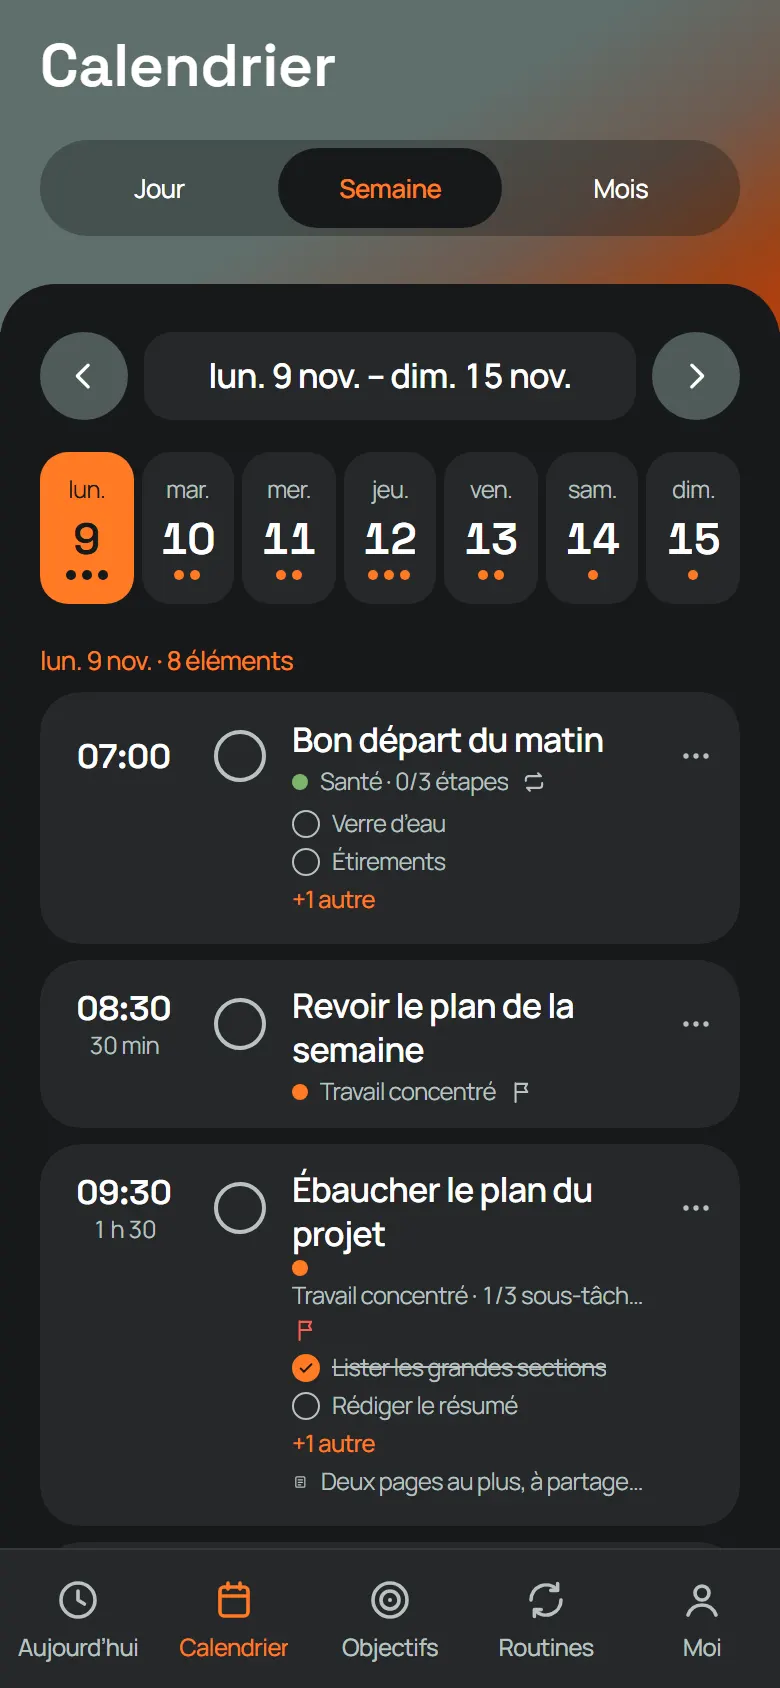 Calendrier
Jour
Semaine
Mois
lun. 9 nov. – dim. 15 nov.
lun.
mar.
mer.
jeu.
ven.
sam.
dim.
9
10
11
12
13
14
15
lun. 9 nov. · 8 éléments
07:00
Bon départ du matin
Santé · 0/3 étapes
Verre d’eau
Étirements
+1 autre
08:30
30 min
Revoir le plan de la
semaine
Travail concentré
09:30
1 h 30
Ébaucher le plan du
projet
Travail concentré · 1/3 sous-tâch…
Lister les grandes sections
Rédiger le résumé
+1 autre
Deux pages au plus, à partage…
Aujourd’hui
Calendrier
Objectifs
Routines
Moi